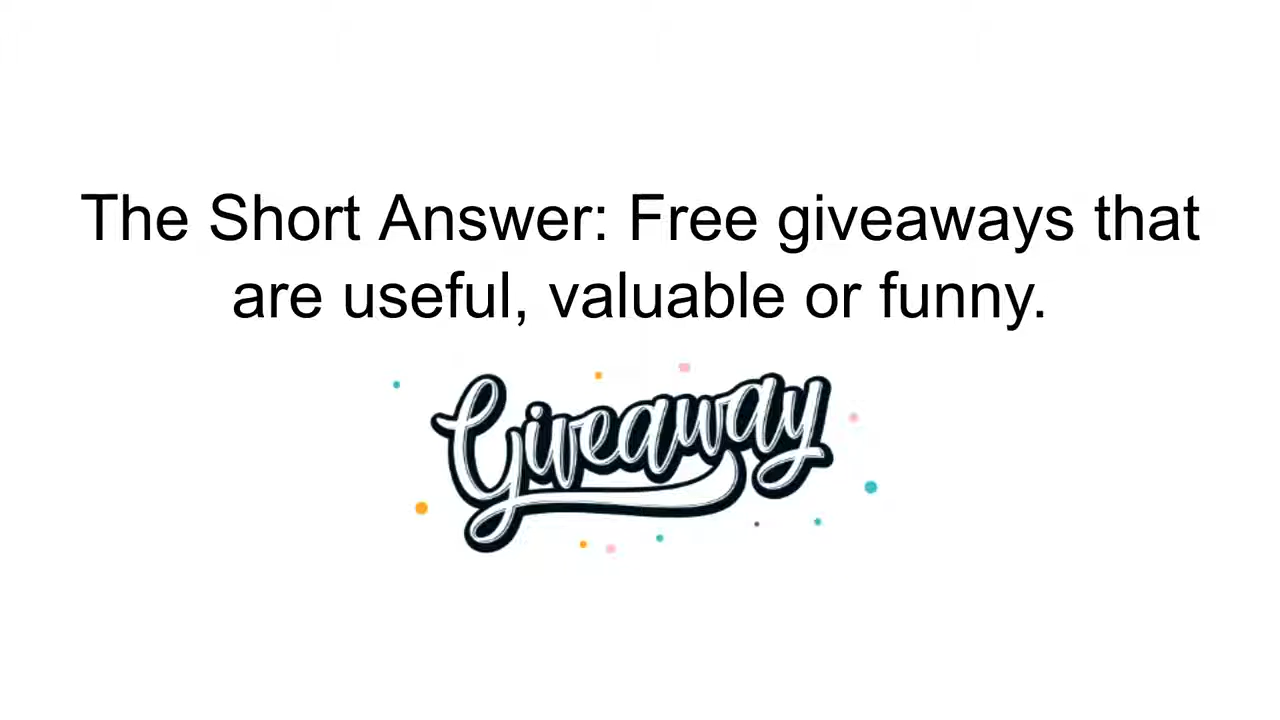 The Short Answer: Free giveaways that
are useful, valuable or funny.
Giveaway